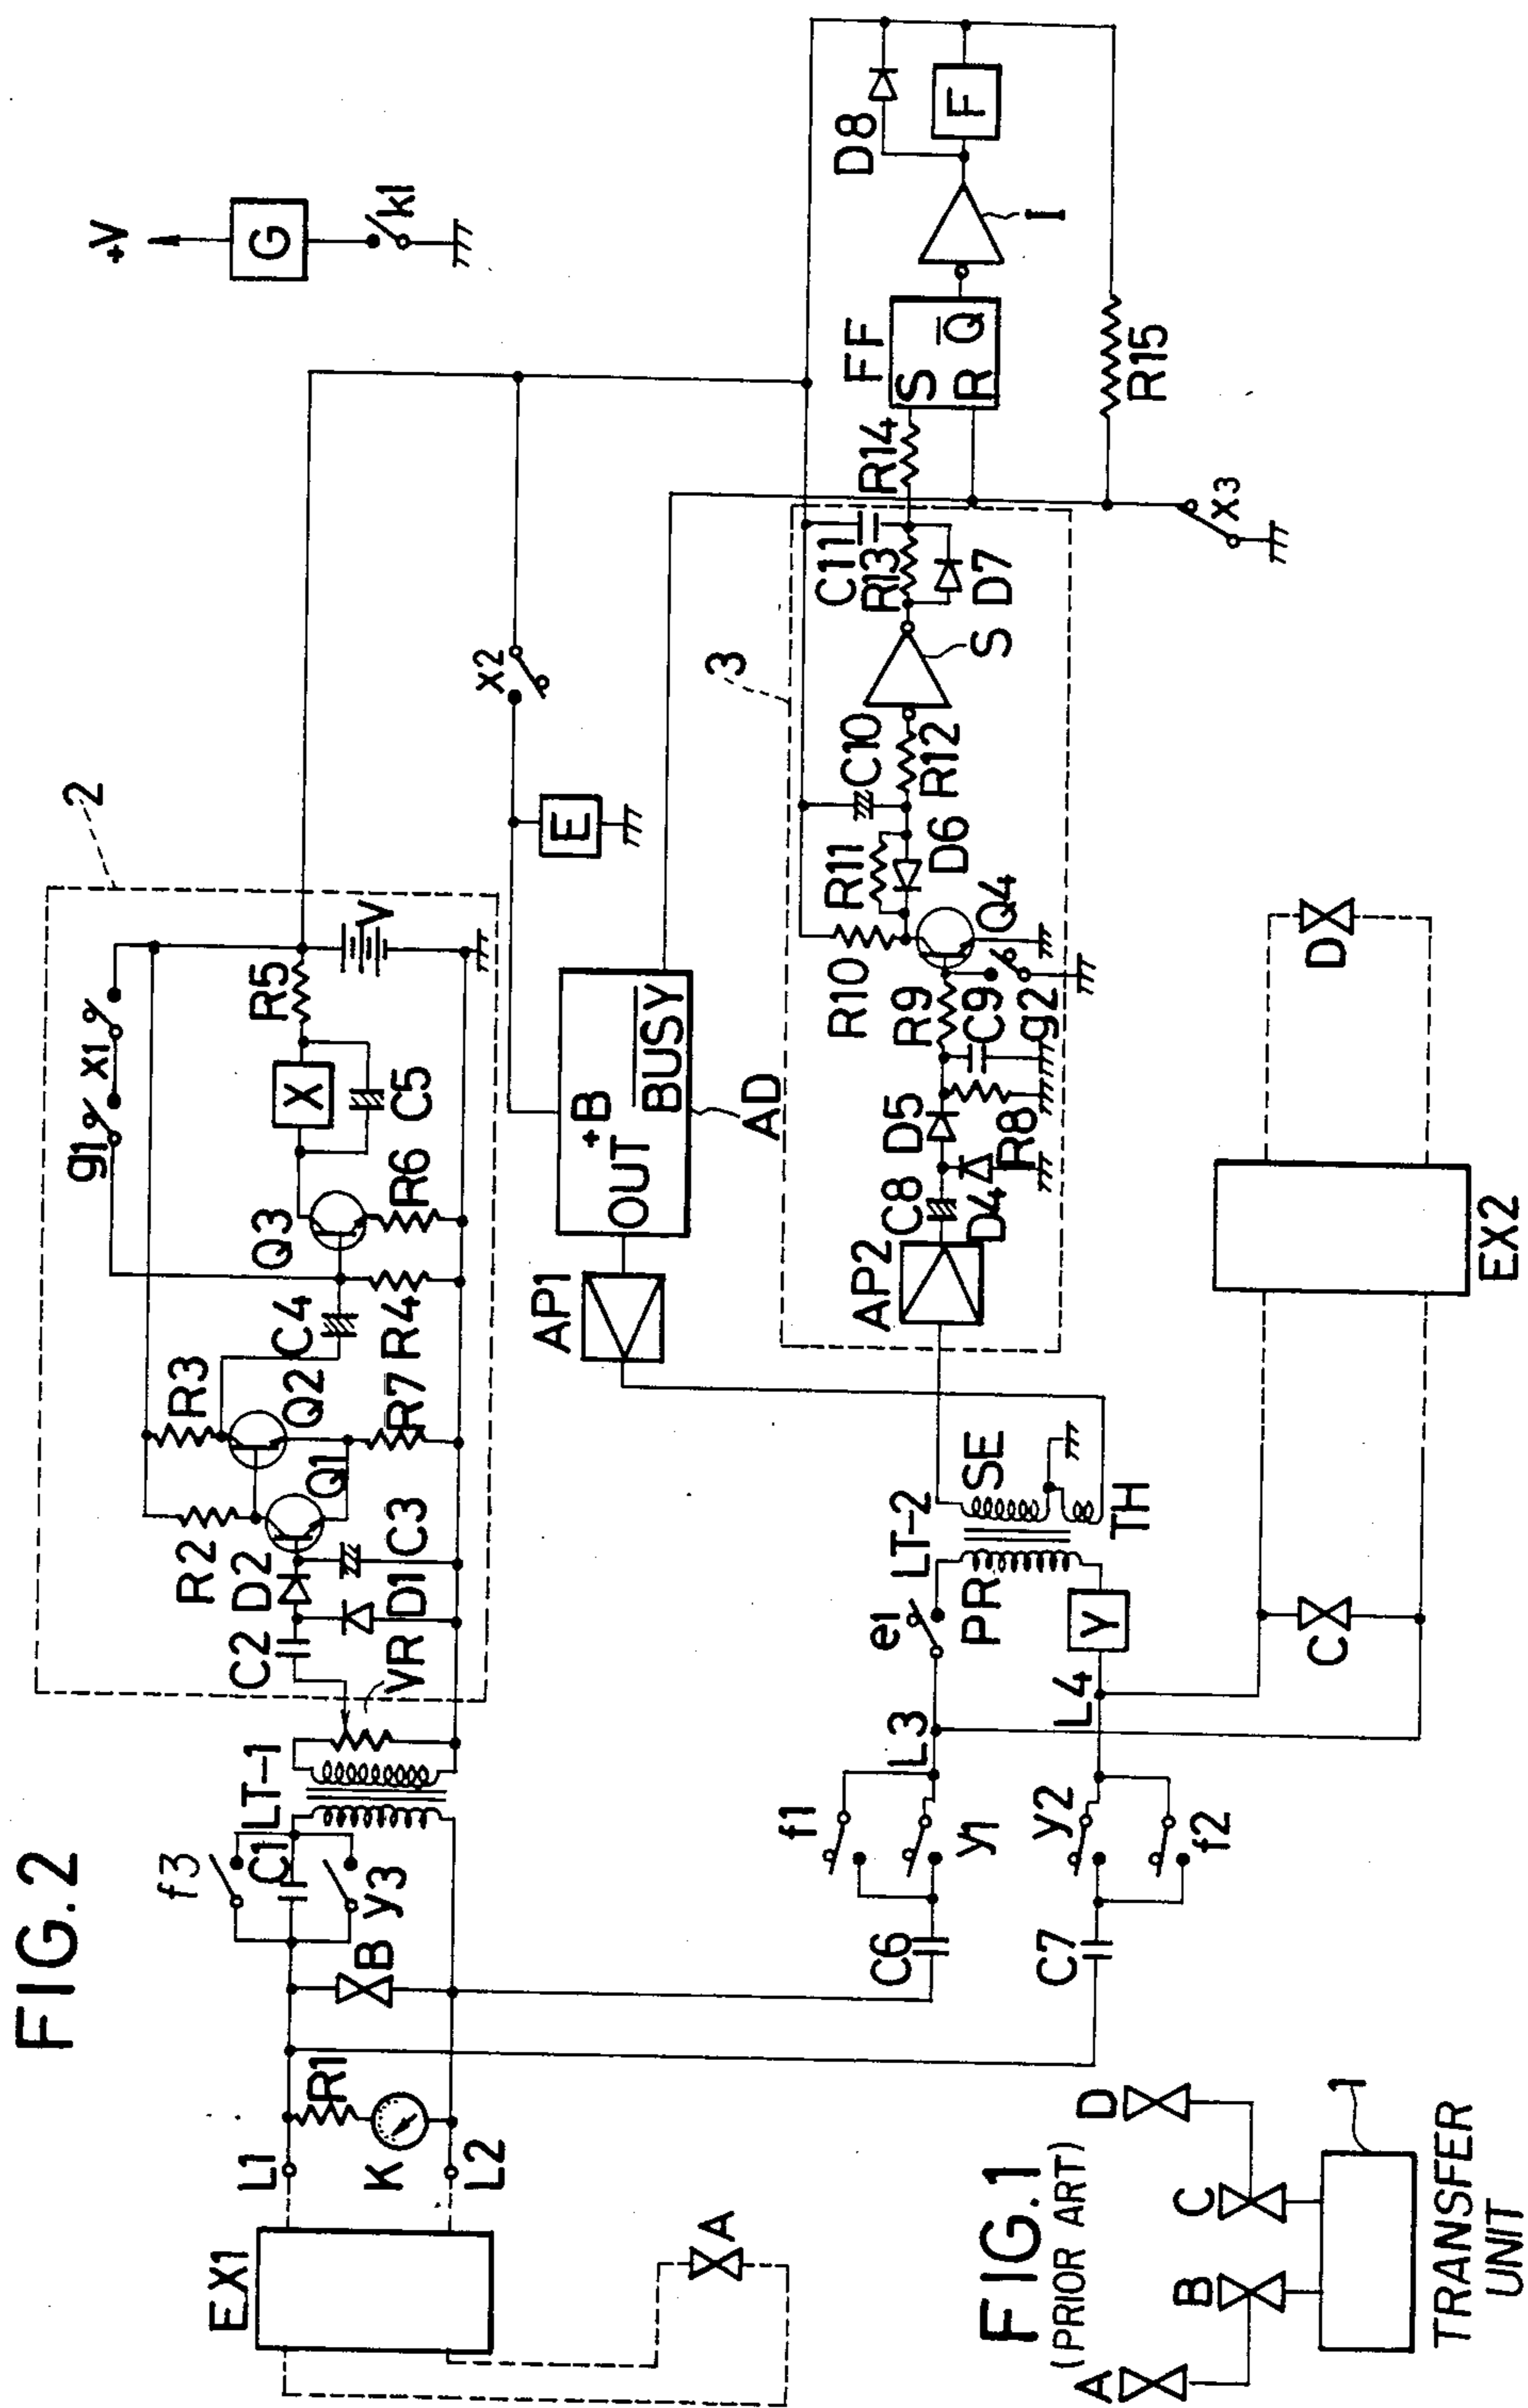 FIG. 2
EX1
L1
L2
K
R1
A
B
f3
C1
y3
LT-1
VR
C2
D1
D2
C3
R2
Q1
Q2
R3
R7
C4
R4
Q3
R6
X
C5
R5
V
g1
x1
2
+V
G
k1
x2
E
AP1
OUT
+B
BUSY
AD
C6
C7
f1
y1
y2
f2
L3
L4
e1
LT-2
PR
SE
TH
Y
AP2
C8
D4
D5
R8
C9
R9
g2
Q4
R10
R11
D6
C10
R12
S
3
C11
R13
D7
R14
FF
S
R
Q
I
D8
F
R15
x3
C
EX2
D
FIG. 1
(PRIOR ART)
A
B
C
D
1
TRANSFER
UNIT